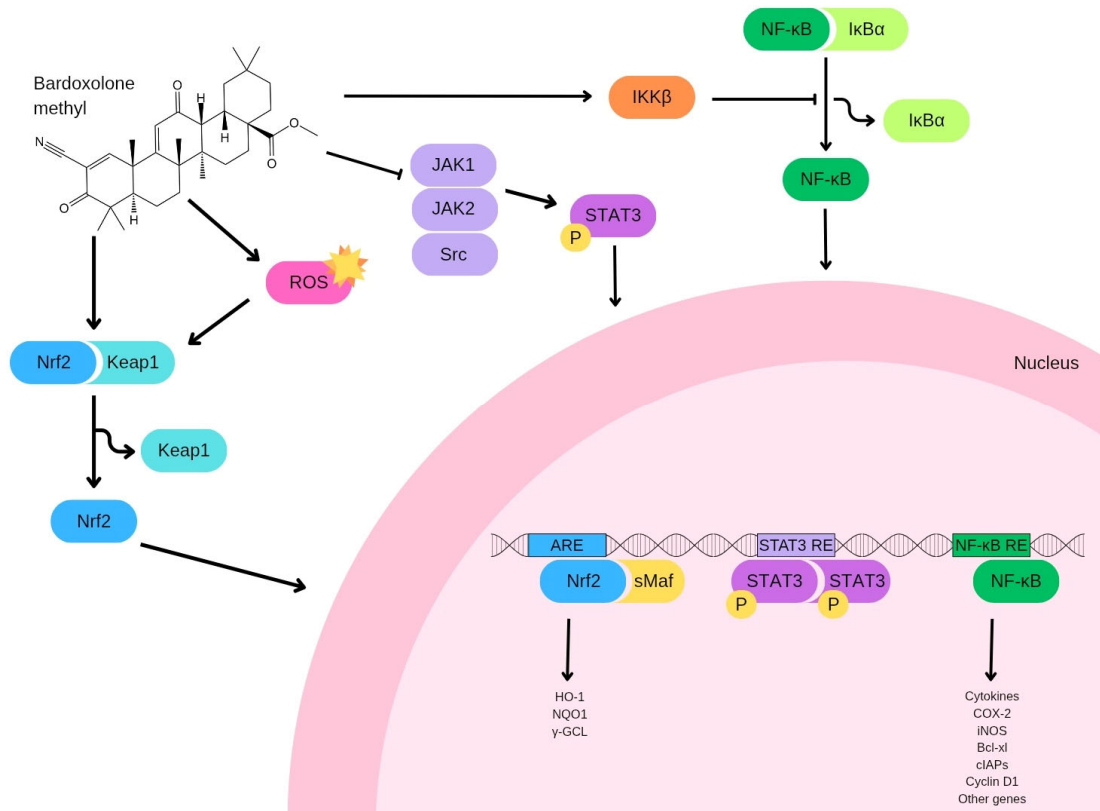 NF-κB
IκBα
Bardoxolone
methyl
O
H
H
O
O
N
O
H
IKKβ
IκBα
JAK1
JAK2
Src
NF-κB
STAT3
P
ROS
Nrf2
Keap1
Nucleus
Keap1
Nrf2
ARE
STAT3 RE
NF-κB RE
Nrf2
sMaf
STAT3
STAT3
NF-κB
P
P
HO-1
NQO1
γ-GCL
Cytokines
COX-2
iNOS
Bcl-xl
cIAPs
Cyclin D1
Other genes